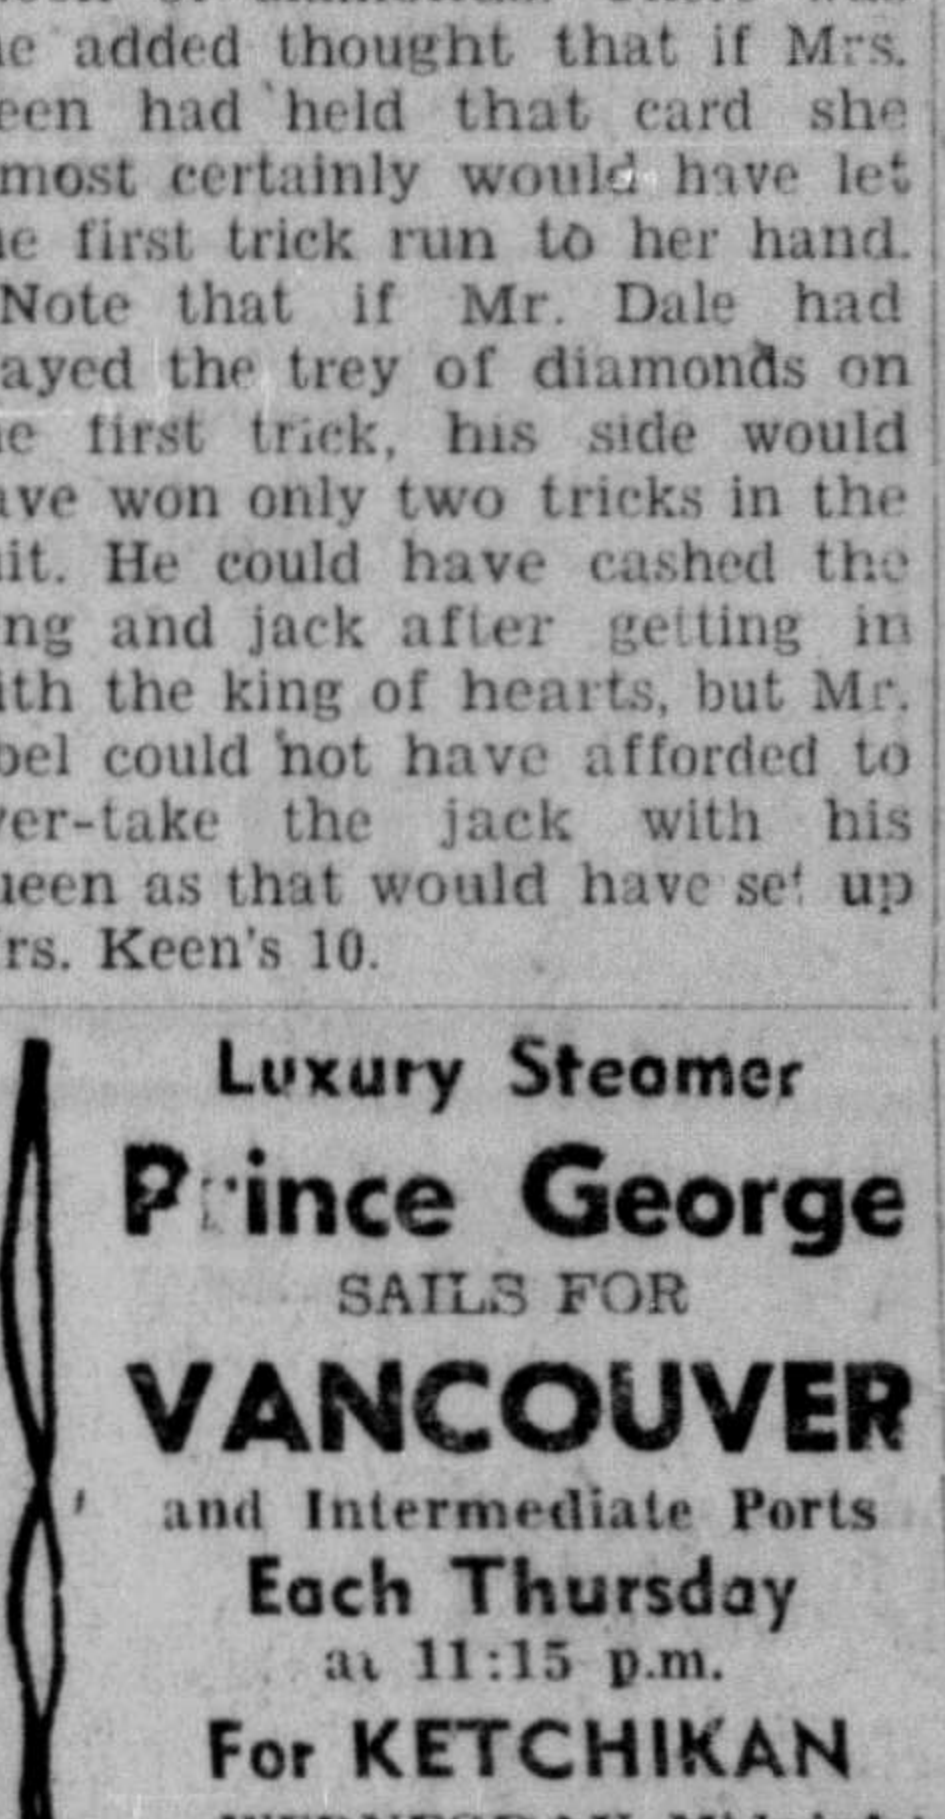 e added thought that if Mrs.
een had held that card she
most certainly would have let
e first trick run to her hand.
Note that if Mr. Dale had
ayed the trey of diamonds on
e first trick, his side would
ave won only two tricks in the
it. He could have cashed the
ng and jack after getting in
ith the king of hearts, but Mr.
bel could not have afforded to
er-take the jack with his
ueen as that would have set up
rs. Keen's 10.
Luxury Steamer
Prince George
SAILS FOR
VANCOUVER
and Intermediate Ports
Each Thursday
at 11:15 p.m.
For KETCHIKAN